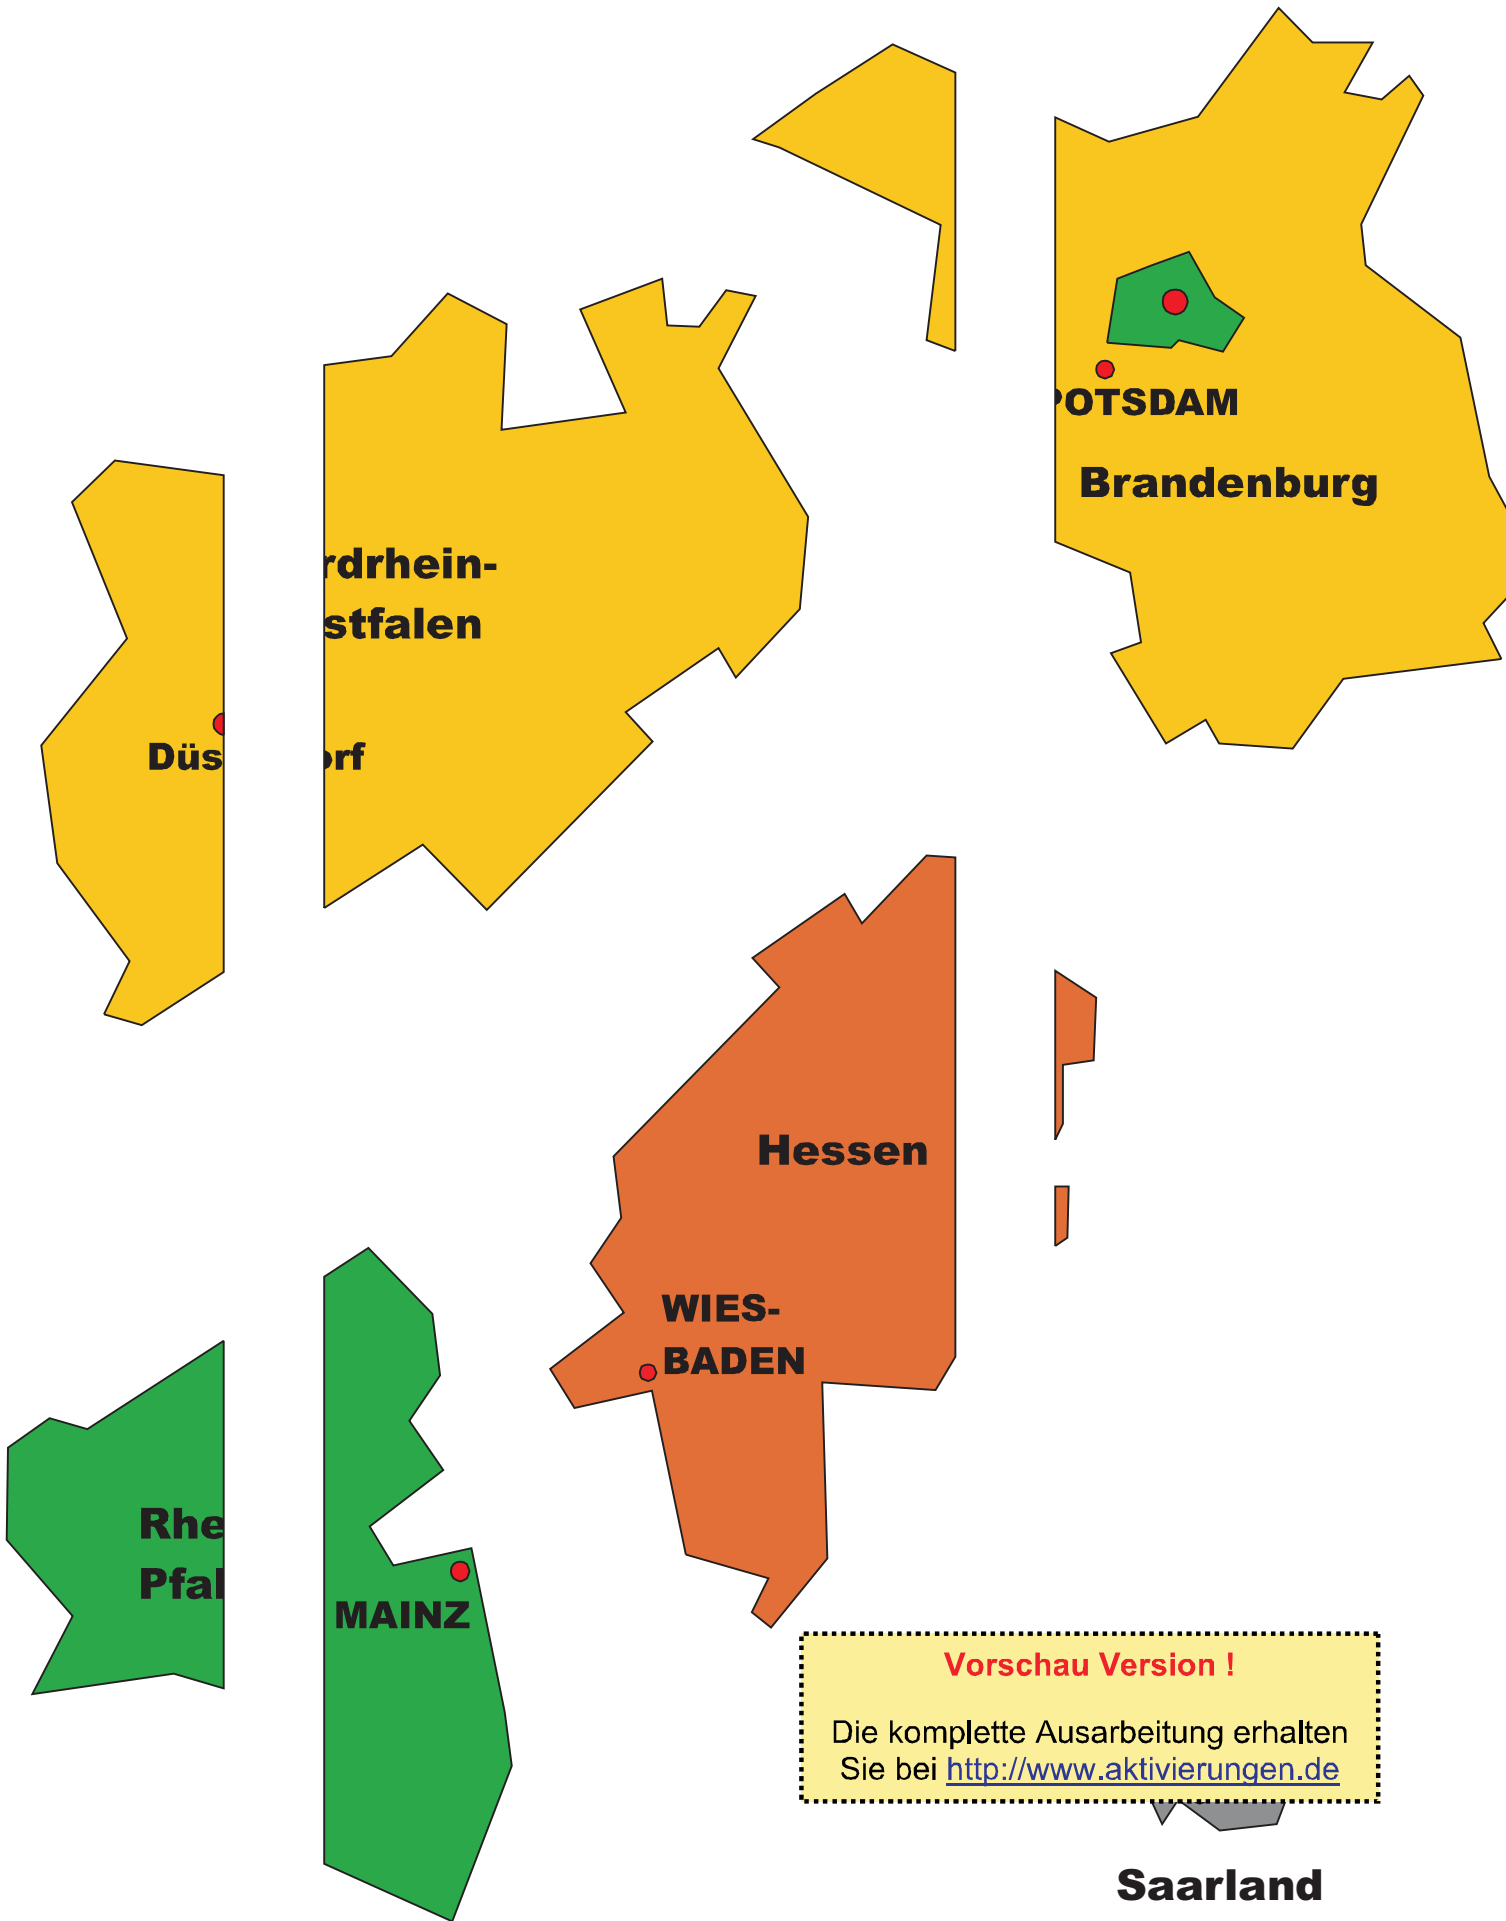 POTSDAM
Brandenburg
rdrhein-
stfalen
Düs orf
Hessen
WIES-
BADEN
Rhe
Pfal
MAINZ
Vorschau Version !
Die komplette Ausarbeitung erhalten
Sie bei http://www.aktivierungen.de
Saarland